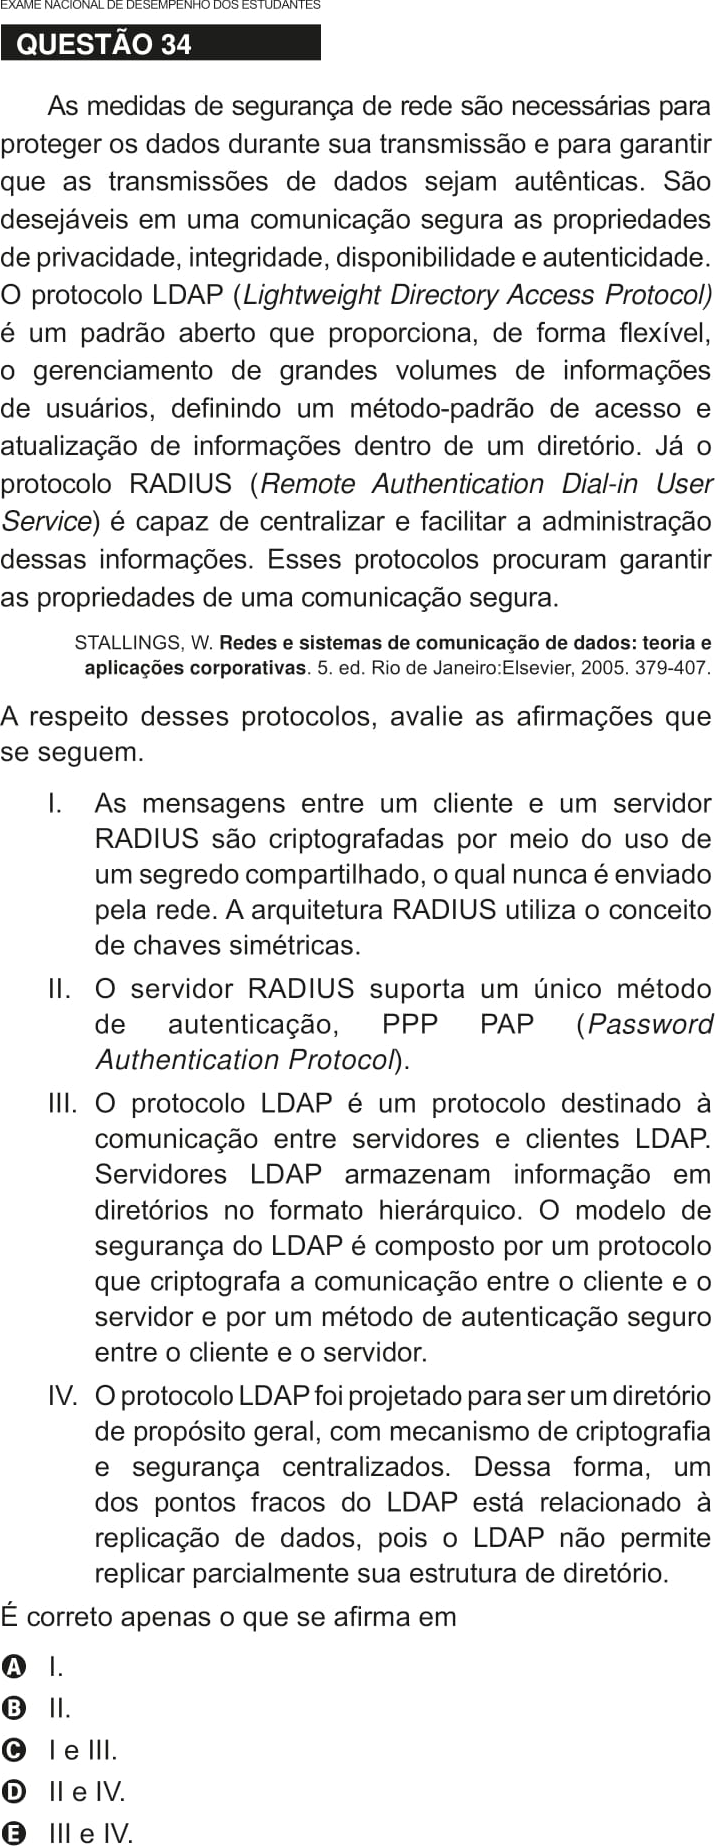 EXAME NACIONAL DE DESEMPENHO DOS ESTUDANTES
QUESTÃO 34
As medidas de segurança de rede são necessárias para
proteger os dados durante sua transmissão e para garantir
que as transmissões de dados sejam autênticas. São
desejáveis em uma comunicação segura as propriedades
de privacidade, integridade, disponibilidade e autenticidade.
O protocolo LDAP (Lightweight Directory Access Protocol)
é um padrão aberto que proporciona, de forma flexível,
o gerenciamento de grandes volumes de informações
de usuários, definindo um método-padrão de acesso e
atualização de informações dentro de um diretório. Já o
protocolo RADIUS (Remote Authentication Dial-in User
Service) é capaz de centralizar e facilitar a administração
dessas informações. Esses protocolos procuram garantir
as propriedades de uma comunicação segura.
STALLINGS, W. Redes e sistemas de comunicação de dados: teoria e
aplicações corporativas. 5. ed. Rio de Janeiro:Elsevier, 2005. 379-407.
A respeito desses protocolos, avalie as afirmações que
se seguem.
I. As mensagens entre um cliente e um servidor
RADIUS são criptografadas por meio do uso de
um segredo compartilhado, o qual nunca é enviado
pela rede. A arquitetura RADIUS utiliza o conceito
de chaves simétricas.
II. O servidor RADIUS suporta um único método
de autenticação, PPP PAP (Password
Authentication Protocol).
III. O protocolo LDAP é um protocolo destinado à
comunicação entre servidores e clientes LDAP.
Servidores LDAP armazenam informação em
diretórios no formato hierárquico. O modelo de
segurança do LDAP é composto por um protocolo
que criptografa a comunicação entre o cliente e o
servidor e por um método de autenticação seguro
entre o cliente e o servidor.
IV. O protocolo LDAP foi projetado para ser um diretório
de propósito geral, com mecanismo de criptografia
e segurança centralizados. Dessa forma, um
dos pontos fracos do LDAP está relacionado à
replicação de dados, pois o LDAP não permite
replicar parcialmente sua estrutura de diretório.
É correto apenas o que se afirma em
A I.
B II.
C I e III.
D II e IV.
E III e IV.